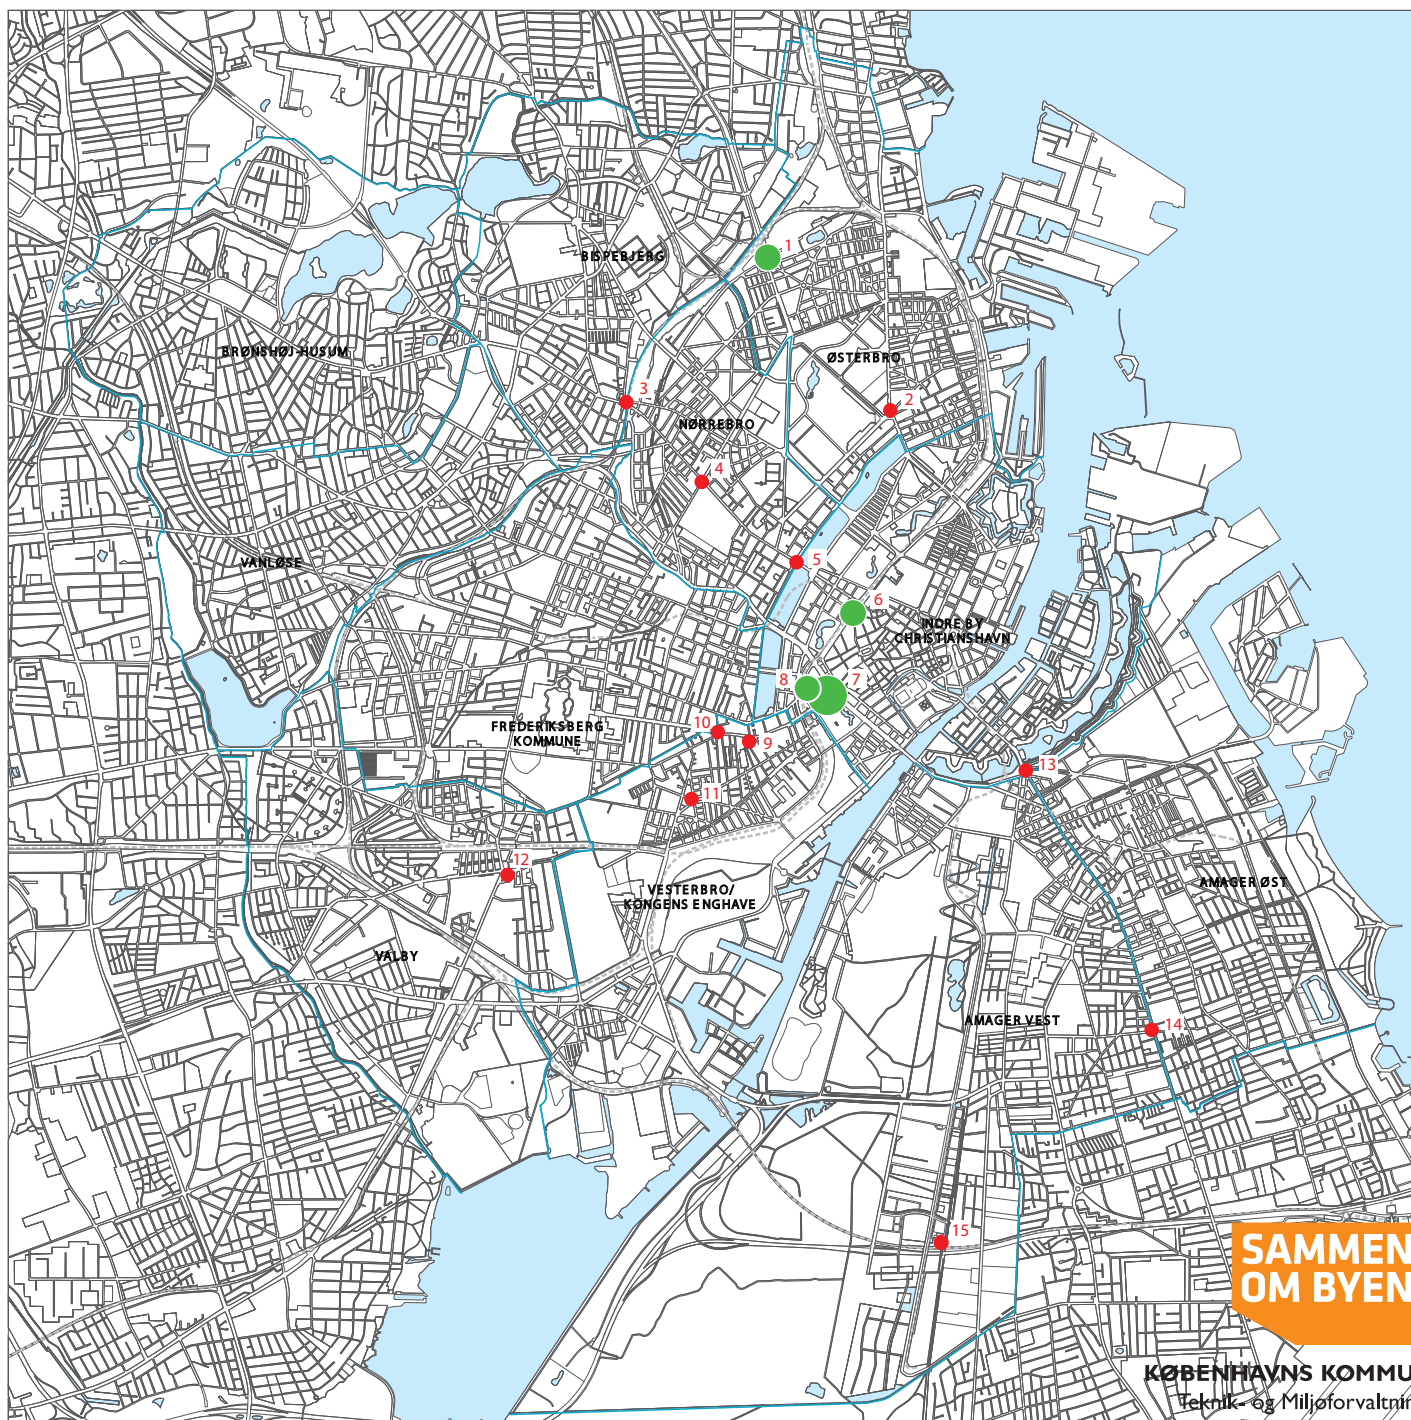 1
BISPEBJERG
BRØNSHØJ-HUSUM
ØSTERBRO
3
2
NØRREBRO
4
5
VANLØSE
6
INDRE BY
CHRISTIANSHAVN
8
7
FREDERIKSBERG
KOMMUNE
10
9
13
11
12
VESTERBRO/
KONGENS ENGHAVE
AMAGER ØST
VALBY
AMAGER VEST
14
15
SAMMEN
OM BYEN
KØBENHAVNS KOMMU
Teknik- og Miljøforvaltnin